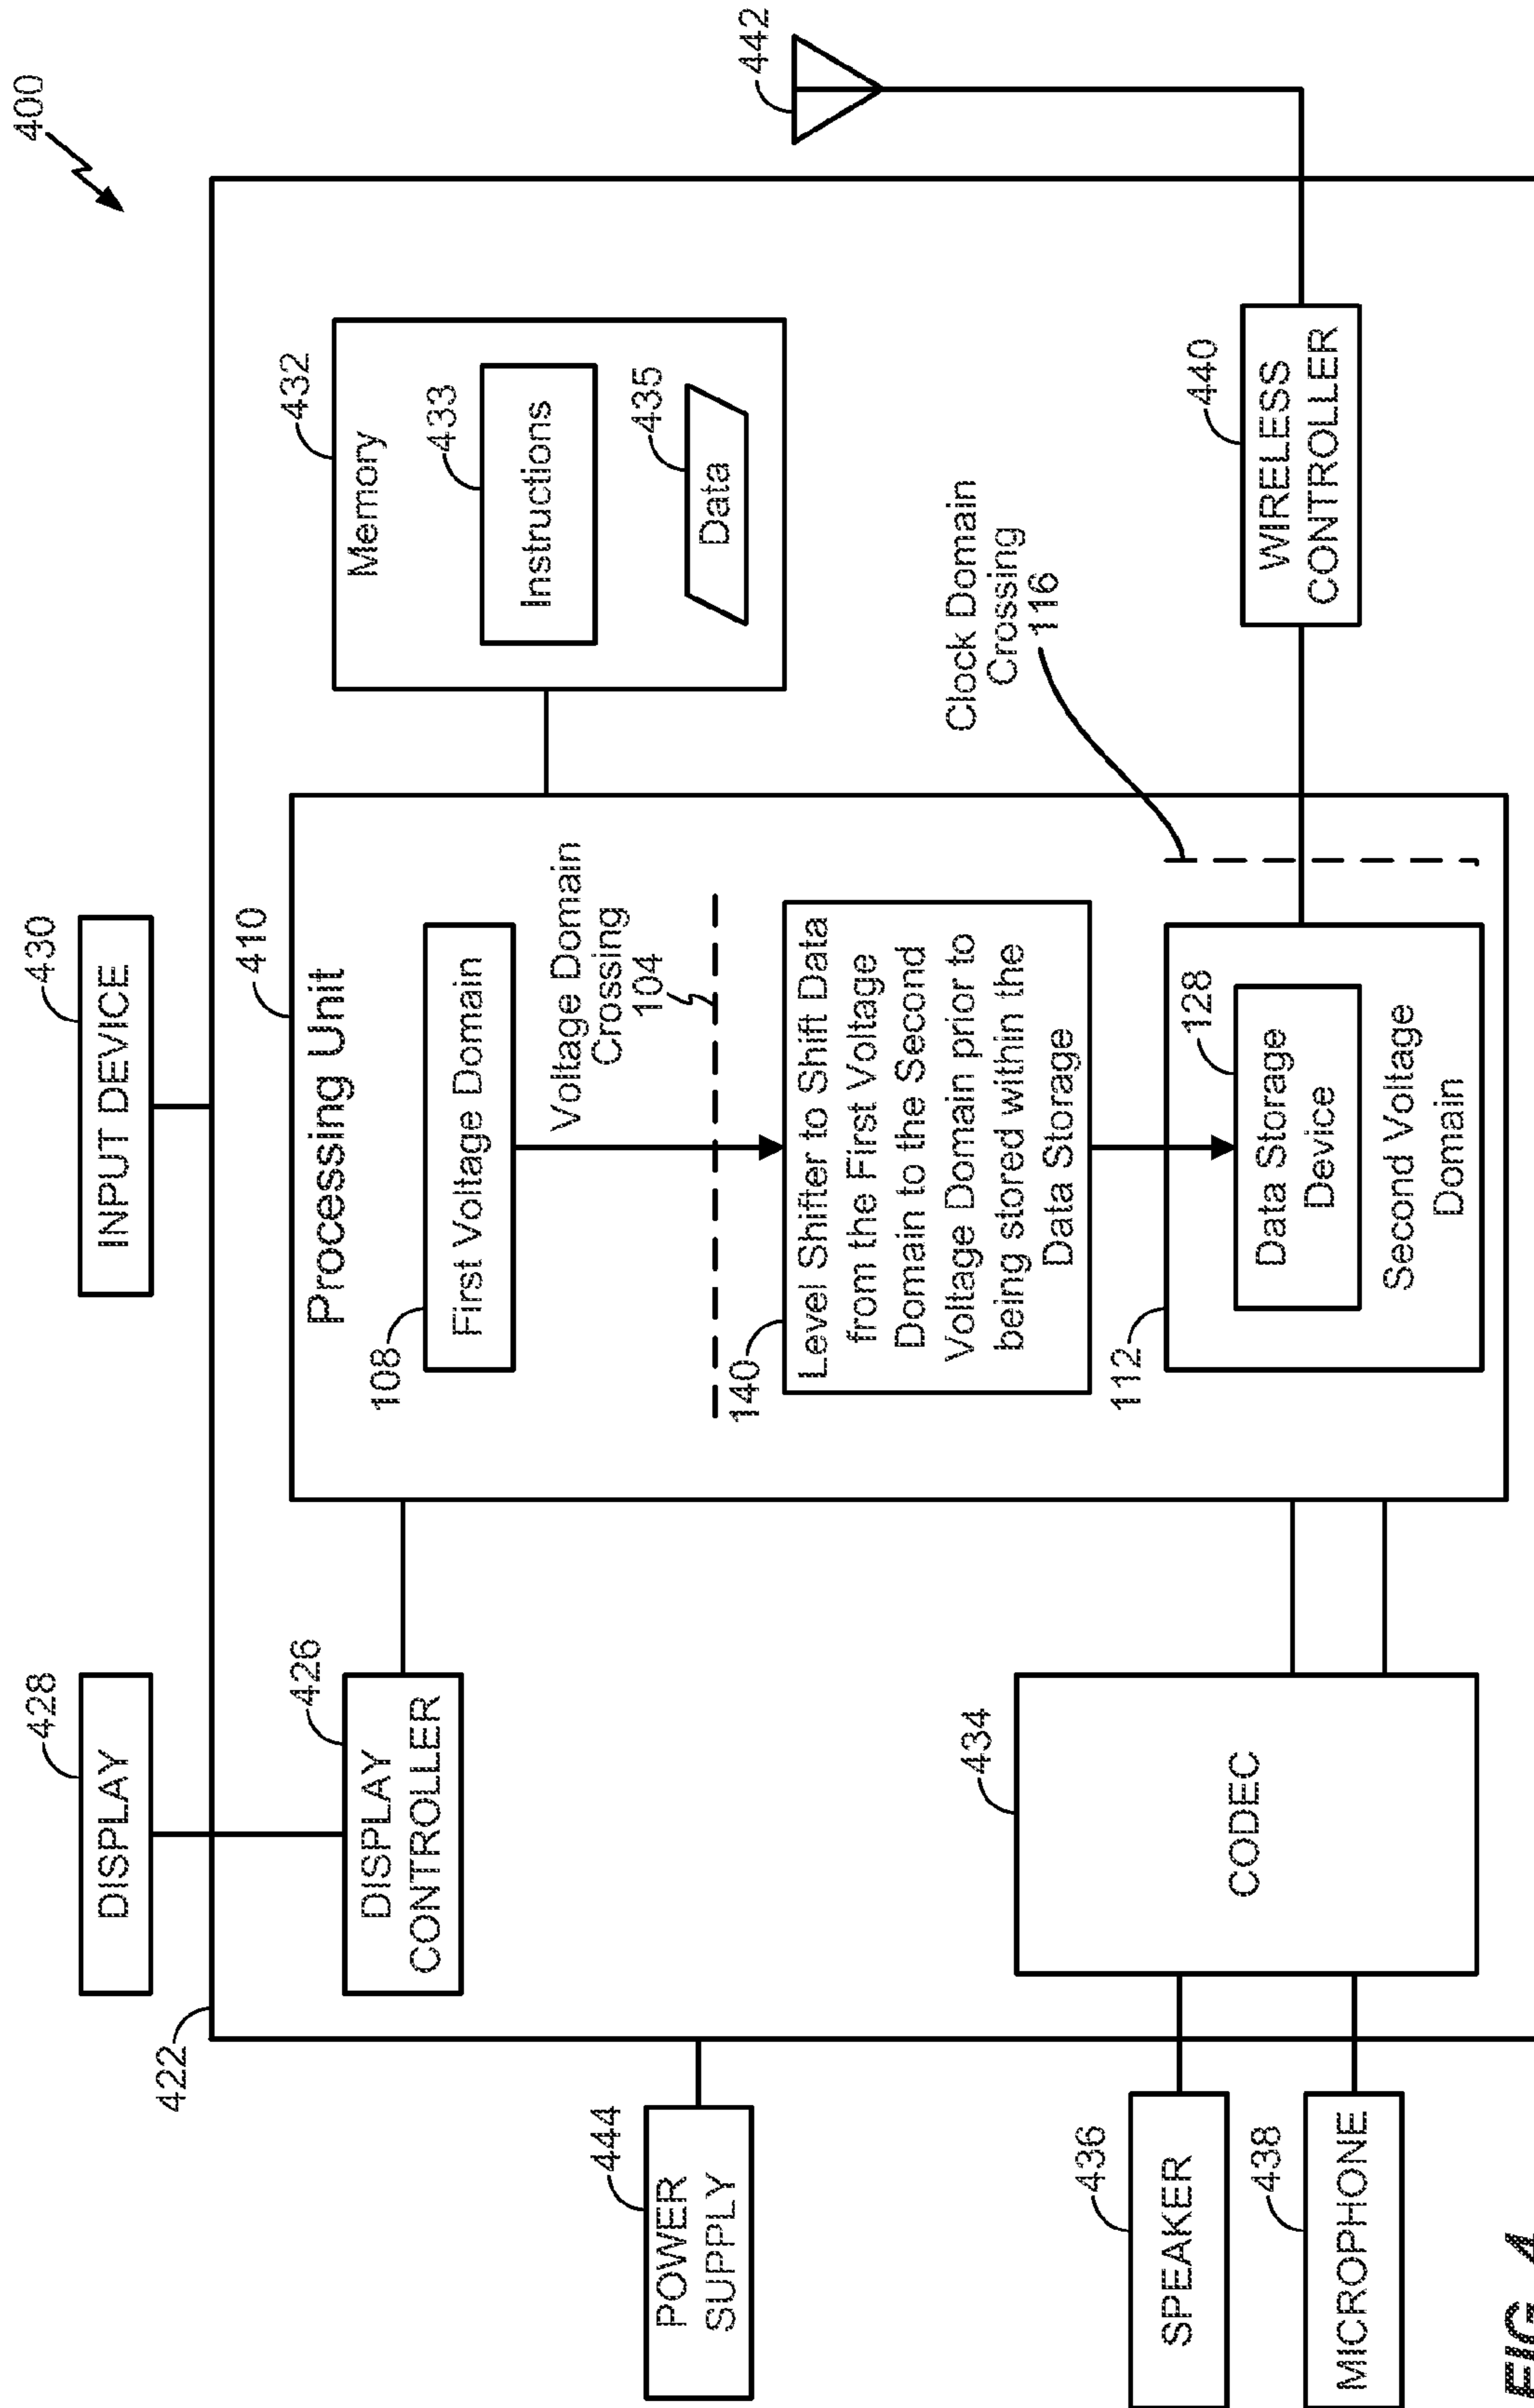 400
428
DISPLAY
430
INPUT DEVICE
422
426
DISPLAY
CONTROLLER
410
Processing Unit
108
First Voltage Domain
Voltage Domain
Crossing
104
140
Level Shifter to Shift Data
from the First Voltage
Domain to the Second
Voltage Domain prior to
being stored within the
Data Storage
112
128
Data Storage
Device
Second Voltage
Domain
432
Memory
433
Instructions
435
Data
Clock Domain
Crossing
116
442
440
WIRELESS
CONTROLLER
444
POWER
SUPPLY
434
CODEC
436
SPEAKER
438
MICROPHONE
FIG. 4